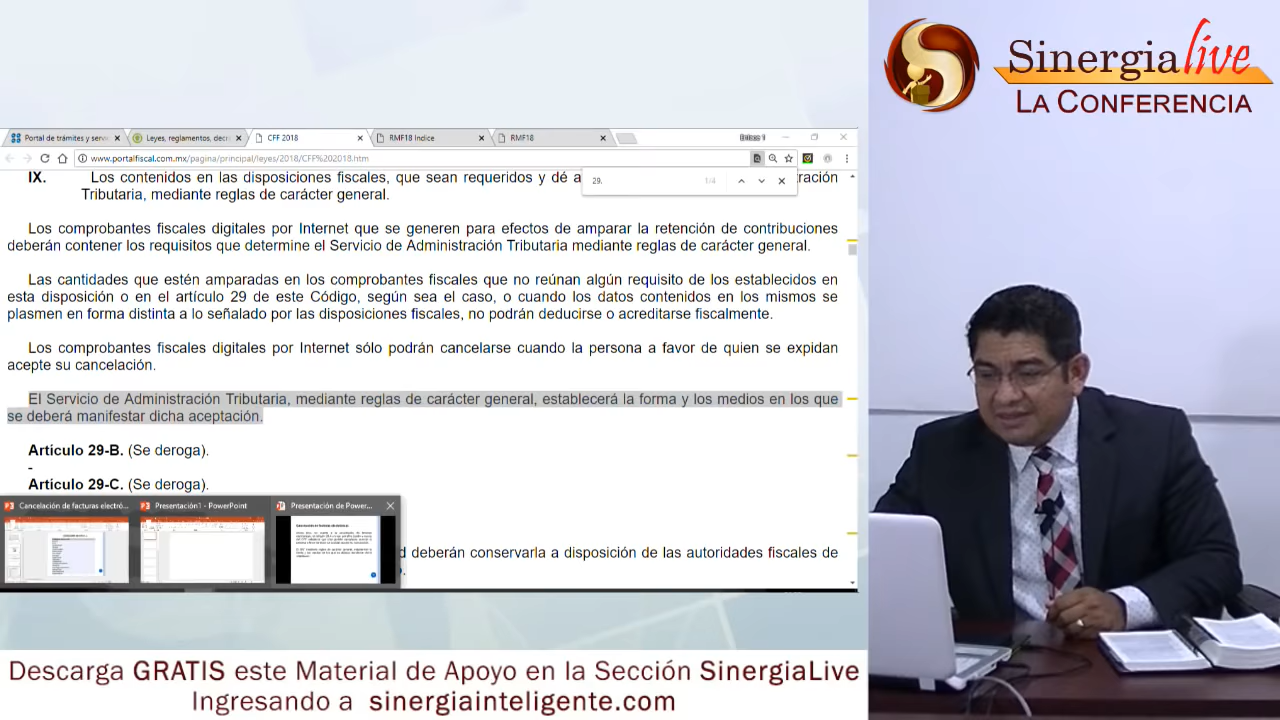 Sinergia live
LA CONFERENCIA
Portal de trámites y servi
Leyes, reglamentos, decr
CFF 2018
RMF18 Indice
RMF18
www.portalfiscal.com.mx/pagina/principal/leyes/2018/CFF%202018.htm
29.
1/4
IX. Los contenidos en las disposiciones fiscales, que sean requeridos y dé a
ración
Tributaria, mediante reglas de carácter general.
Los comprobantes fiscales digitales por Internet que se generen para efectos de amparar la retención de contribuciones
deberán contener los requisitos que determine el Servicio de Administración Tributaria mediante reglas de carácter general.
Las cantidades que estén amparadas en los comprobantes fiscales que no reúnan algún requisito de los establecidos en
esta disposición o en el artículo 29 de este Código, según sea el caso, o cuando los datos contenidos en los mismos se
plasmen en forma distinta a lo señalado por las disposiciones fiscales, no podrán deducirse o acreditarse fiscalmente.
Los comprobantes fiscales digitales por Internet sólo podrán cancelarse cuando la persona a favor de quien se expidan
acepte su cancelación.
El Servicio de Administración Tributaria, mediante reglas de carácter general, establecerá la forma y los medios en los que
se deberá manifestar dicha aceptación.
Artículo 29-B. (Se deroga).
-
Artículo 29-C. (Se deroga).
Cancelación de facturas electró...
Presentación1 - PowerPoint
Presentación de Power...
d deberán conservarla a disposición de las autoridades fiscales de
Descarga GRATIS este Material de Apoyo en la Sección SinergiaLive
Ingresando a sinergiainteligente.com